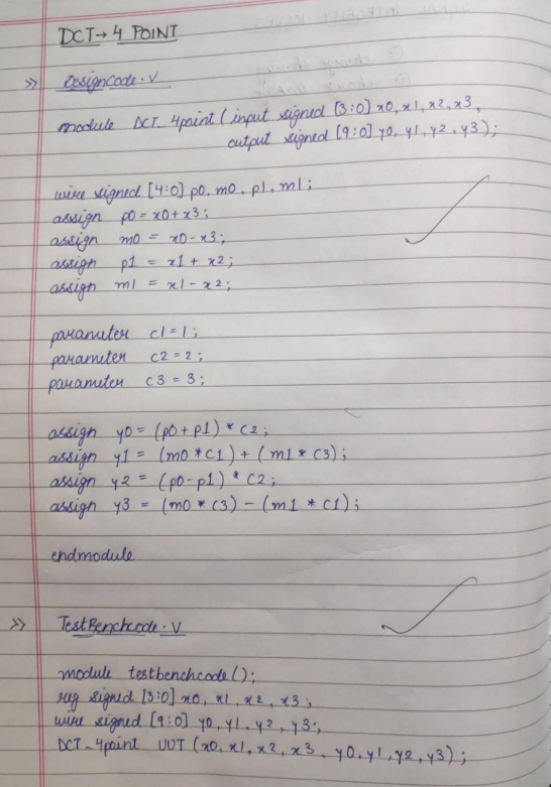 DCT→4 POINT
>> DesignCode.V
module DCT_4point (input signed [3:0] x0, x1, x2, x3,
output signed [9:0] y0, y1, y2, y3);
wire signed [4:0] p0, m0, p1, m1;
assign p0 = x0+x3;
assign m0 = x0-x3;
assign p1 = x1 + x2;
assign m1 = x1-x2;
parameter c1=1;
parameter c2=2;
parameter c3=3;
assign y0= (p0+p1)*c2;
assign y1 = (m0*c1)+(m1*c3);
assign y2 = (p0-p1)*c2;
assign y3 = (m0*c3)-(m1*c1);
endmodule
>> TestBenchcode.V
module testbenchcode();
reg signed [3:0] x0, x1, x2, x3;
wire signed [9:0] y0, y1, y2, y3;
DCT_4point UUT (x0, x1, x2, x3, y0, y1, y2, y3);